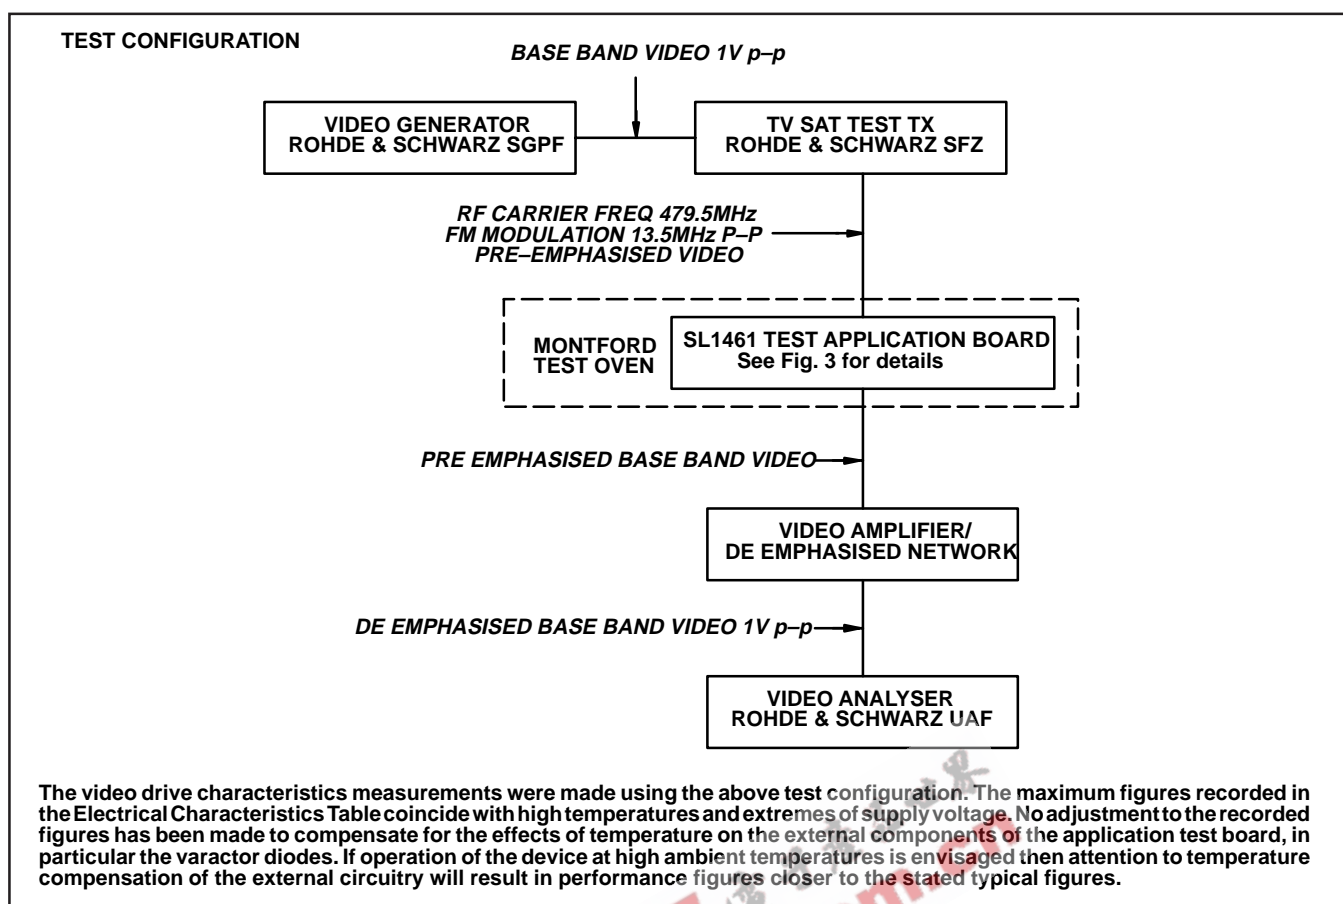 TEST CONFIGURATION
BASE BAND VIDEO 1V p–p
VIDEO GENERATOR
ROHDE & SCHWARZ SGPF
TV SAT TEST TX
ROHDE & SCHWARZ SFZ
RF CARRIER FREQ 479.5MHz
FM MODULATION 13.5MHz P–P
PRE–EMPHASISED VIDEO
MONTFORD
TEST OVEN
SL1461 TEST APPLICATION BOARD
See Fig. 3 for details
PRE EMPHASISED BASE BAND VIDEO
VIDEO AMPLIFIER/
DE EMPHASISED NETWORK
DE EMPHASISED BASE BAND VIDEO 1V p–p
VIDEO ANALYSER
ROHDE & SCHWARZ UAF
The video drive characteristics measurements were made using the above test configuration. The maximum figures recorded in
the Electrical Characteristics Table coincide with high temperatures and extremes of supply voltage. No adjustment to the recorded
figures has been made to compensate for the effects of temperature on the external components of the application test board, in
particular the varactor diodes. If operation of the device at high ambient temperatures is envisaged then attention to temperature
compensation of the external circuitry will result in performance figures closer to the stated typical figures.